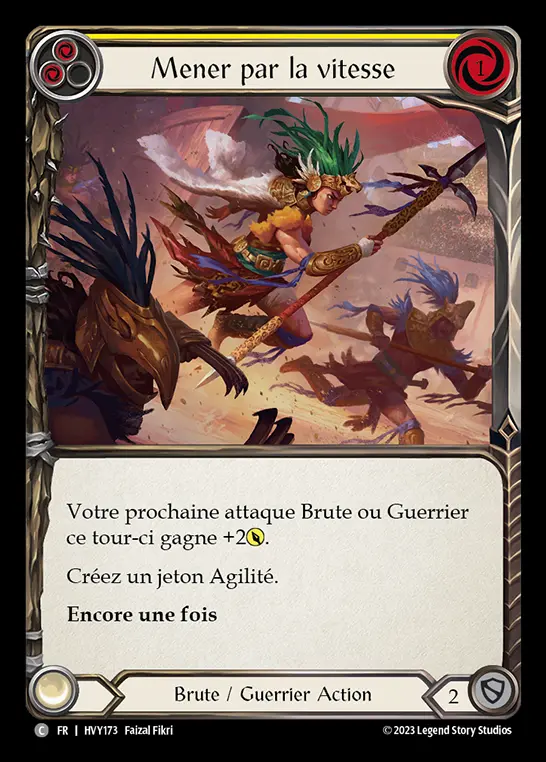 Mener par la vitesse
1
Votre prochaine attaque Brute ou Guerrier
ce tour-ci gagne +2.
Créez un jeton Agilité.
Encore une fois
Brute / Guerrier Action
2
C FR | HVY173 Faizal Fikri
© 2023 Legend Story Studios